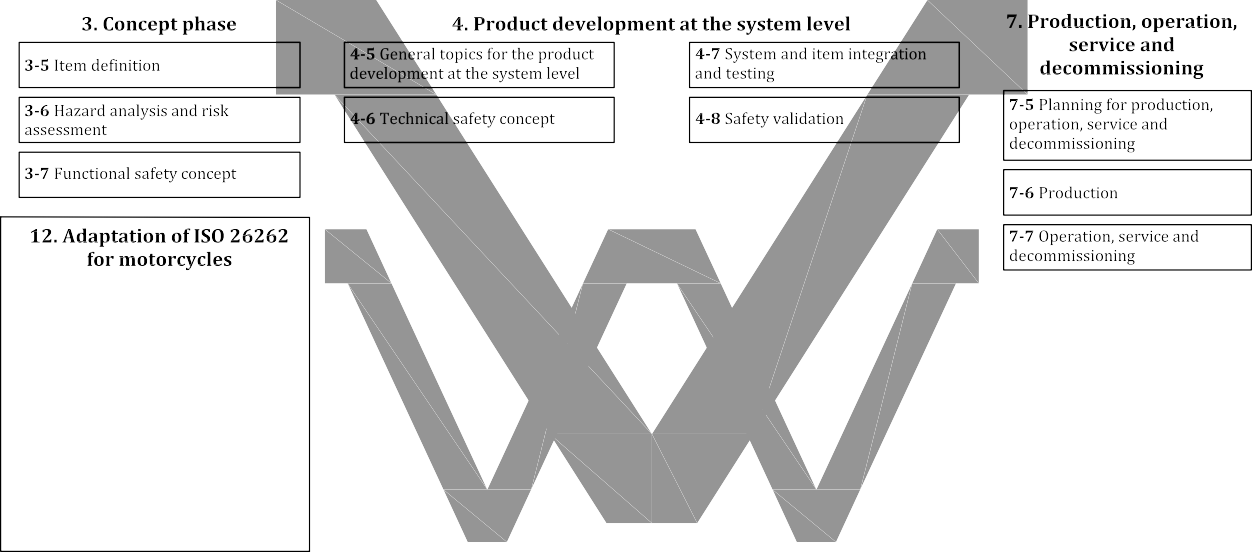 3. Concept phase
3-5 Item definition
3-6 Hazard analysis and risk
assessment
3-7 Functional safety concept
12. Adaptation of ISO 26262
for motorcycles
4. Product development at the system level
4-5 General topics for the product
development at the system level
4-6 Technical safety concept
4-7 System and item integration
and testing
4-8 Safety validation
7. Production, operation,
service and
decommissioning
7-5 Planning for production,
operation, service and
decommissioning
7-6 Production
7-7 Operation, service and
decommissioning